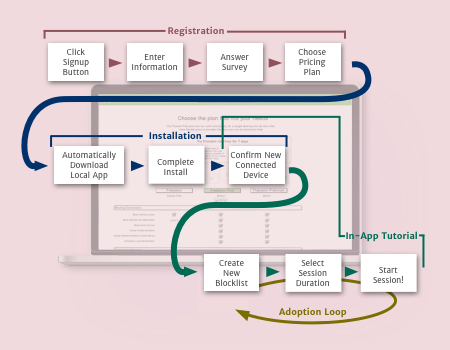 Registration
Click
Signup
Button
Enter
Information
Answer
Survey
Choose
Pricing
Plan
Choose the plan that fits your needs
Installation
Automatically
Download
Local App
Complete
Install
Confirm New
Connected
Device
In-App Tutorial
Create
New
Blocklist
Select
Session
Duration
Start
Session!
Adoption Loop